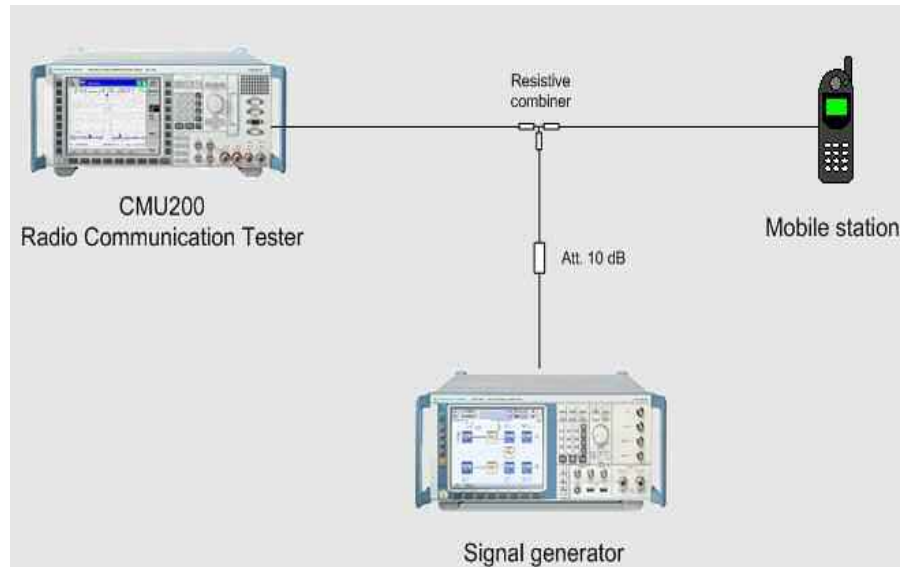 Resistive
combiner
CMU200
Radio Communication Tester
Mobile station
Att. 10 dB
Signal generator